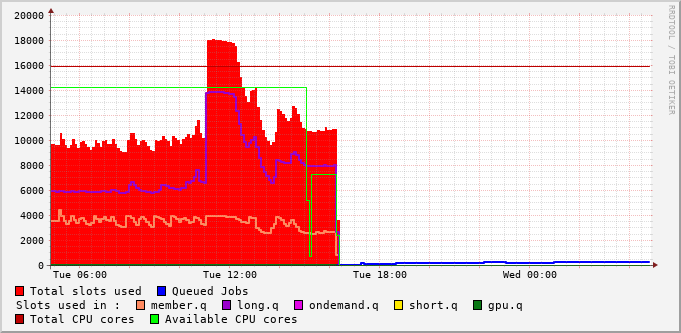 20000
18000
16000
14000
12000
10000
8000
6000
4000
2000
0
Tue 06:00 Tue 12:00 Tue 18:00 Wed 00:00
RRDTOOL / TOBI OETIKER
Total slots used Queued Jobs
Slots used in : member.q long.q ondemand.q short.q gpu.q
Total CPU cores Available CPU cores